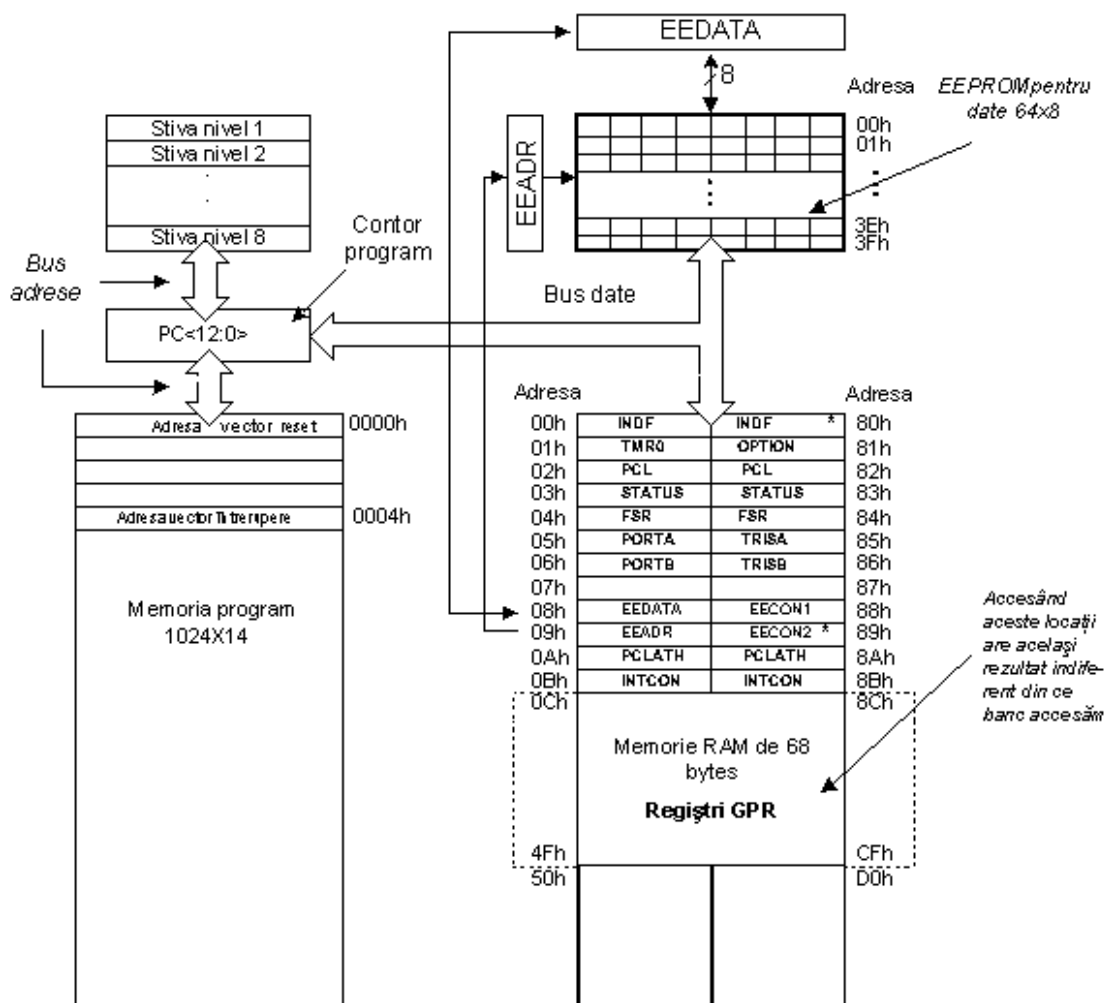 EEDATA
8
Adresa
EEPROM pentru
date 64x8
00h
01h
3Eh
3Fh
EEADR
Stiva nivel 1
Stiva nivel 2
Stiva nivel 8
Contor
program
Bus
adrese
Bus date
PC<12:0>
Adresa vector reset
0000h
0004h
Memoria program
1024X14
Adresa
Adresa
00h INDF INDF * 80h
01h TMR0 OPTION 81h
02h PCL PCL 82h
03h STATUS STATUS 83h
04h FSR FSR 84h
05h PORTA TRISA 85h
06h PORTB TRISB 86h
07h 87h
08h EEDATA EECON1 88h
09h EEADR EECON2 * 89h
0Ah PCLATH PCLATH 8Ah
0Bh INTCON INTCON 8Bh
0Ch 8Ch
Memorie RAM de 68
bytes
Regiştri GPR
4Fh CFh
50h D0h
Accesând
aceste locaţii
are acelaşi
rezultat indife-
rent din ce
banc accesăm